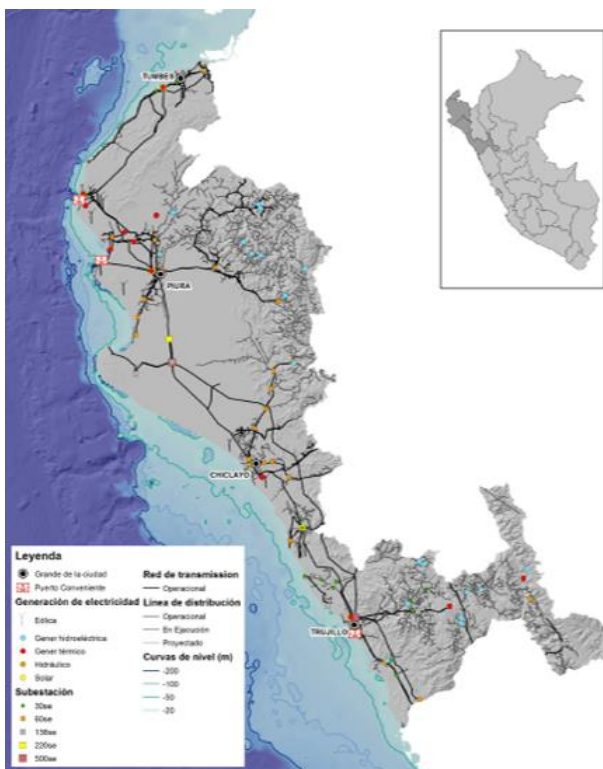 TUMBES
PIURA
CHICLAYO
TRUJILLO
Leyenda
Grande de la ciudad
Puerto Conveniente
Generación de electricidad
Eólica
Gener hidroeléctrica
Gener térmico
Hidráulico
Solar
Subestación
30se
60se
138se
220se
500se
Red de transmission
Operacional
Línea de distribución
Operacional
En Ejecución
Proyectado
Curvas de nivel (m)
-200
-100
-50
-20